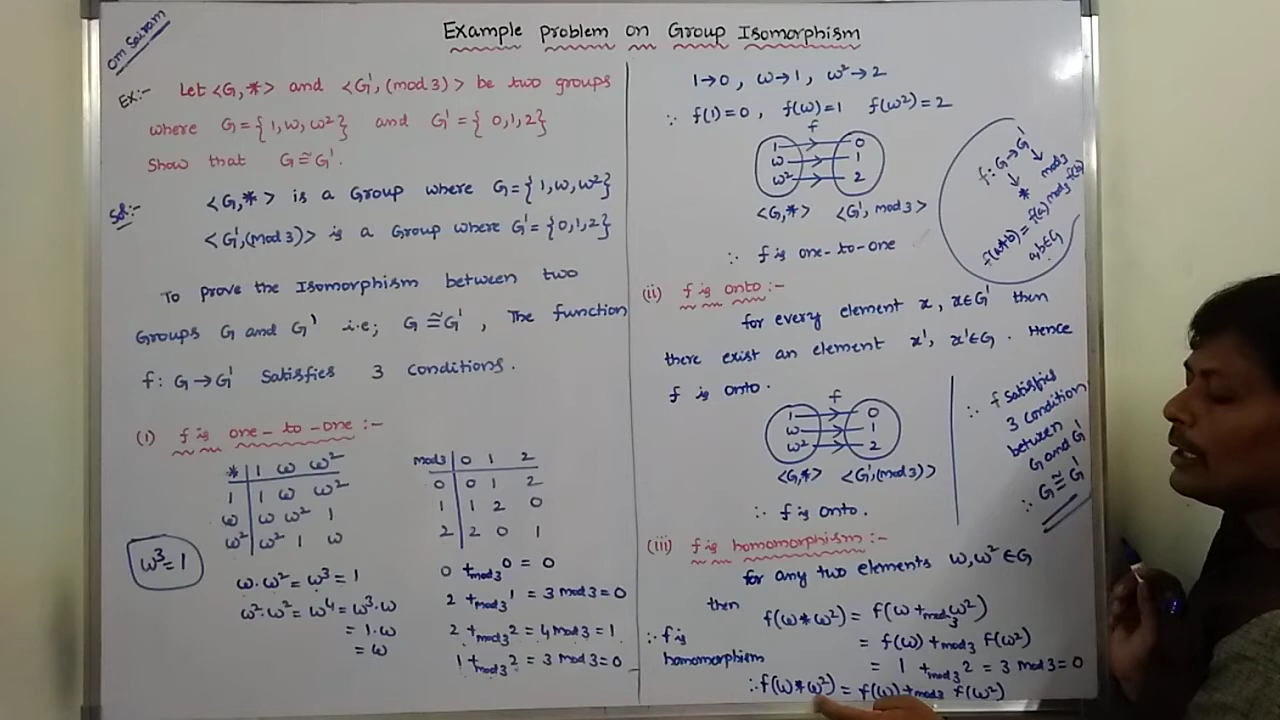 OM Sairam
Example problem on Group Isomorphism
Ex:- Let <G,*> and <G',(mod 3)> be two groups
where G={1,ω,ω²} and G'={0,1,2}
Show that G≅G'.
Sol:- <G,*> is a Group where G={1,ω,ω²}
<G',(mod3)> is a Group where G'={0,1,2}
To prove the Isomorphism between two
Groups G and G' i.e; G≅G', The function
f: G→G' Satisfies 3 conditions.
(i) f is one-to-one:-
* | 1 ω ω²
1 | 1 ω ω²
ω | ω ω² 1
ω² | ω² 1 ω
ω³=1
ω·ω²=ω³=1
ω²·ω²=ω⁴=ω³·ω
=1·ω
=ω
mod3 | 0 1 2
0 | 0 1 2
1 | 1 2 0
2 | 2 0 1
0 +mod3 0 = 0
2 +mod3 1 = 3 mod 3=0
2 +mod3 2 = 4 mod 3=1
1 +mod3 2 = 3 mod 3=0
1→0, ω→1, ω²→2
∴ f(1)=0, f(ω)=1 f(ω²)=2
f
1 0
ω 1
ω² 2
<G,*> <G', mod3>
∴ f is one-to-one
f: G→G'
* mod3
f(a*b)=f(a) mod3 f(b)
a,b∈G
(ii) f is onto:-
for every element x, x∈G' then
there exist an element x', x'∈G. Hence
f is onto.
f
1 0
ω 1
ω² 2
<G,*> <G',(mod3)>
∴ f is onto.
∴ f satisfies
3 condition
between
G and G'
∴ G≅G'
(iii) f is homomorphism:-
for any two elements ω,ω²∈G
then f(ω*ω²) = f(ω +mod3 ω²)
= f(ω) +mod3 f(ω²)
= 1 +mod3 2 = 3 mod 3=0
∴ f is
homomorphism
∴ f(ω*ω²) = f(ω) +mod3 f(ω²)